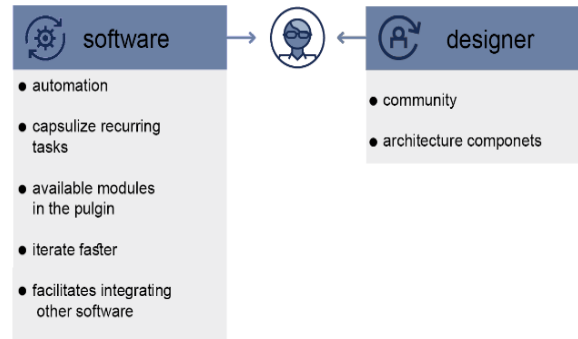 software
● automation
● capsulize recurring
tasks
● available modules
in the pulgin
● iterate faster
● facilitates integrating
other software
designer
● community
● architecture componets